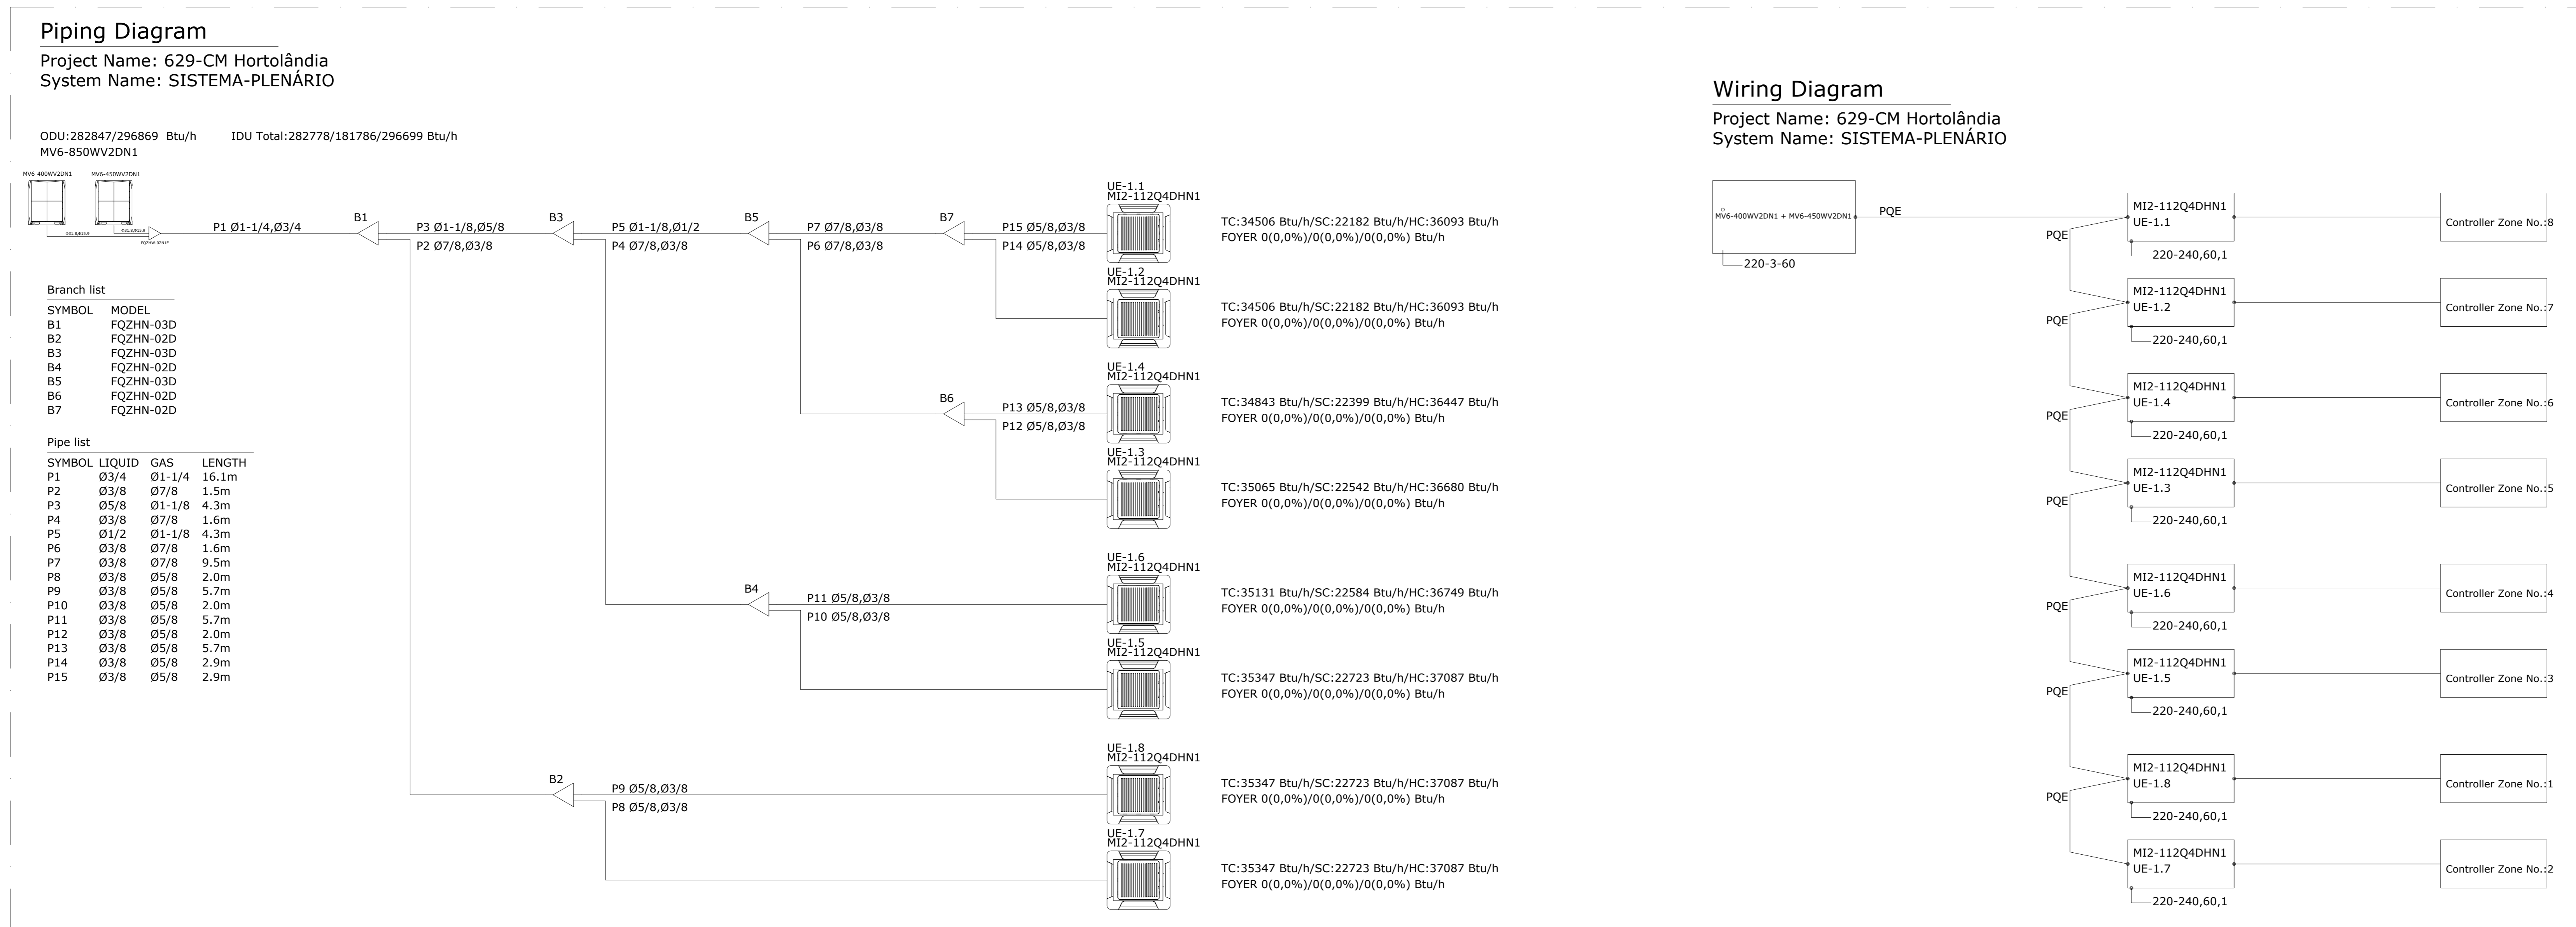 Piping Diagram
Project Name: 629-CM Hortolândia
System Name: SISTEMA-PLENÁRIO
ODU:282847/296869 Btu/h IDU Total:282778/181786/296699 Btu/h
MV6-850WV2DN1
MV6-400WV2DN1 MV6-450WV2DN1
Φ31.8,Φ15.9 Φ31.8,Φ15.9
FQZHW-02N1E
P1 Ø1-1/4,Ø3/4
B1
P3 Ø1-1/8,Ø5/8
P2 Ø7/8,Ø3/8
B3
P5 Ø1-1/8,Ø1/2
P4 Ø7/8,Ø3/8
B5
P7 Ø7/8,Ø3/8
P6 Ø7/8,Ø3/8
B7
P15 Ø5/8,Ø3/8
P14 Ø5/8,Ø3/8
UE-1.1
MI2-112Q4DHN1
TC:34506 Btu/h/SC:22182 Btu/h/HC:36093 Btu/h
FOYER 0(0,0%)/0(0,0%)/0(0,0%) Btu/h
UE-1.2
MI2-112Q4DHN1
TC:34506 Btu/h/SC:22182 Btu/h/HC:36093 Btu/h
FOYER 0(0,0%)/0(0,0%)/0(0,0%) Btu/h
B6
P13 Ø5/8,Ø3/8
P12 Ø5/8,Ø3/8
UE-1.4
MI2-112Q4DHN1
TC:34843 Btu/h/SC:22399 Btu/h/HC:36447 Btu/h
FOYER 0(0,0%)/0(0,0%)/0(0,0%) Btu/h
UE-1.3
MI2-112Q4DHN1
TC:35065 Btu/h/SC:22542 Btu/h/HC:36680 Btu/h
FOYER 0(0,0%)/0(0,0%)/0(0,0%) Btu/h
B4
P11 Ø5/8,Ø3/8
P10 Ø5/8,Ø3/8
UE-1.6
MI2-112Q4DHN1
TC:35131 Btu/h/SC:22584 Btu/h/HC:36749 Btu/h
FOYER 0(0,0%)/0(0,0%)/0(0,0%) Btu/h
UE-1.5
MI2-112Q4DHN1
TC:35347 Btu/h/SC:22723 Btu/h/HC:37087 Btu/h
FOYER 0(0,0%)/0(0,0%)/0(0,0%) Btu/h
B2
P9 Ø5/8,Ø3/8
P8 Ø5/8,Ø3/8
UE-1.8
MI2-112Q4DHN1
TC:35347 Btu/h/SC:22723 Btu/h/HC:37087 Btu/h
FOYER 0(0,0%)/0(0,0%)/0(0,0%) Btu/h
UE-1.7
MI2-112Q4DHN1
TC:35347 Btu/h/SC:22723 Btu/h/HC:37087 Btu/h
FOYER 0(0,0%)/0(0,0%)/0(0,0%) Btu/h
Branch list
SYMBOL MODEL
B1 FQZHN-03D
B2 FQZHN-02D
B3 FQZHN-03D
B4 FQZHN-02D
B5 FQZHN-03D
B6 FQZHN-02D
B7 FQZHN-02D
Pipe list
SYMBOL LIQUID GAS LENGTH
P1 Ø3/4 Ø1-1/4 16.1m
P2 Ø3/8 Ø7/8 1.5m
P3 Ø5/8 Ø1-1/8 4.3m
P4 Ø3/8 Ø7/8 1.6m
P5 Ø1/2 Ø1-1/8 4.3m
P6 Ø3/8 Ø7/8 1.6m
P7 Ø3/8 Ø7/8 9.5m
P8 Ø3/8 Ø5/8 2.0m
P9 Ø3/8 Ø5/8 5.7m
P10 Ø3/8 Ø5/8 2.0m
P11 Ø3/8 Ø5/8 5.7m
P12 Ø3/8 Ø5/8 2.0m
P13 Ø3/8 Ø5/8 5.7m
P14 Ø3/8 Ø5/8 2.9m
P15 Ø3/8 Ø5/8 2.9m
Wiring Diagram
Project Name: 629-CM Hortolândia
System Name: SISTEMA-PLENÁRIO
MV6-400WV2DN1 + MV6-450WV2DN1
220-3-60
PQE
MI2-112Q4DHN1
UE-1.1
220-240,60,1
Controller Zone No.:8
PQE
MI2-112Q4DHN1
UE-1.2
220-240,60,1
Controller Zone No.:7
PQE
MI2-112Q4DHN1
UE-1.4
220-240,60,1
Controller Zone No.:6
PQE
MI2-112Q4DHN1
UE-1.3
220-240,60,1
Controller Zone No.:5
PQE
MI2-112Q4DHN1
UE-1.6
220-240,60,1
Controller Zone No.:4
PQE
MI2-112Q4DHN1
UE-1.5
220-240,60,1
Controller Zone No.:3
PQE
MI2-112Q4DHN1
UE-1.8
220-240,60,1
Controller Zone No.:1
PQE
MI2-112Q4DHN1
UE-1.7
220-240,60,1
Controller Zone No.:2